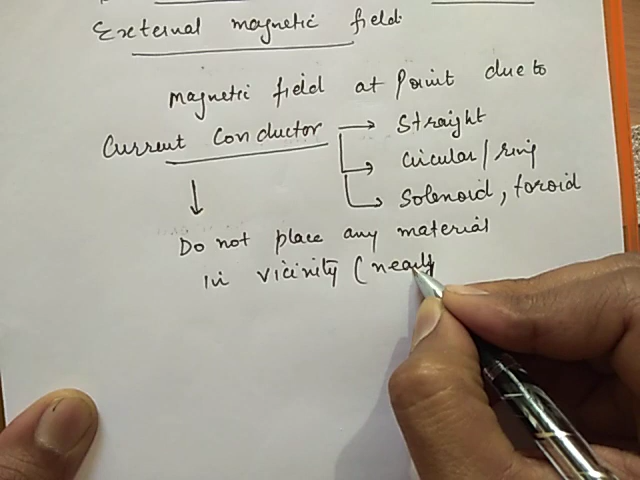 External magnetic field
Magnetic field at point due to
Current Conductor → Straight
→ Circular/ring
→ Solenoid, toroid
↓
Do not place any material
in vicinity (nearly